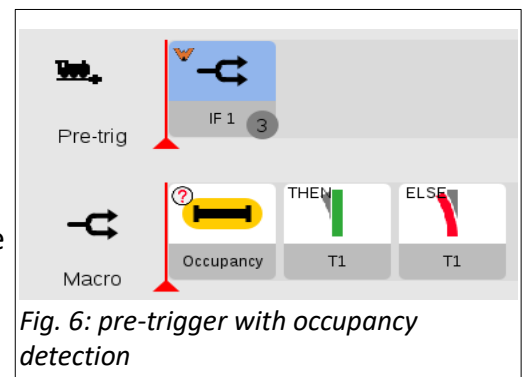 Pre-trig
IF 1
3
e
?
THEN
ELSE
Occupancy
T1
T1
Macro
Fig. 6: pre-trigger with occupancy
detection